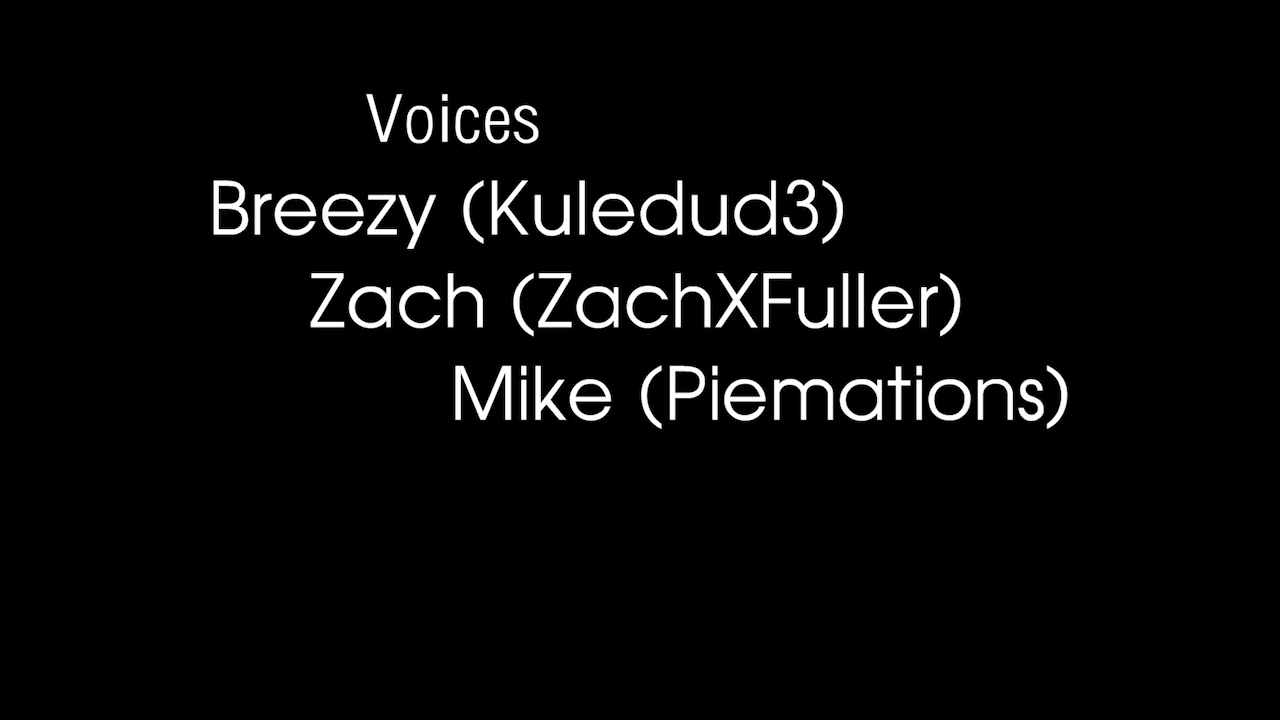 Voices
Breezy (Kuledud3)
Zach (ZachXFuller)
Mike (Piemations)